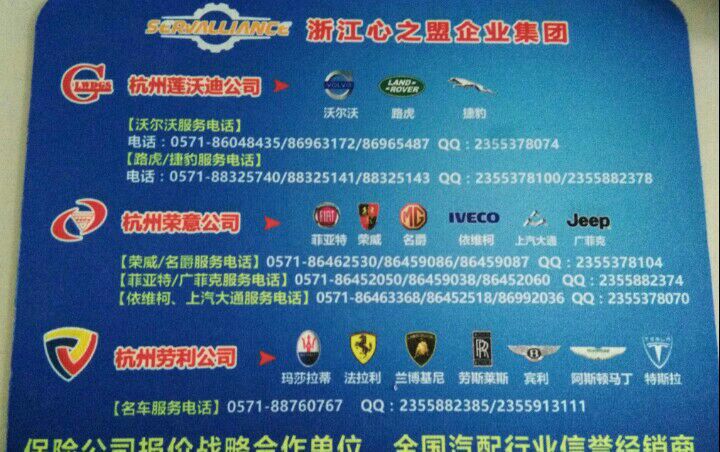 SERVALLIANCE 浙江心之盟企业集团
杭州莲沃迪公司
VOLVO LAND ROVER
沃尔沃 路虎 捷豹
【沃尔沃服务电话】
电话：0571-86048435/86963172/86965487 QQ：2355378074
【路虎/捷豹服务电话】
电话：0571-88325740/88325141/88325143 QQ：2355378100/2355882378
杭州荣意公司
FIAT MG IVECO Jeep
菲亚特 荣威 名爵 依维柯 上汽大通 广菲克
【荣威/名爵服务电话】0571-86462530/86459086/86459087 QQ：2355378104
【菲亚特/广菲克服务电话】0571-86452050/86459038/86452060 QQ：2355882374
【依维柯、上汽大通服务电话】0571-86463368/86452518/86992036 QQ：2355378070
杭州劳利公司
TESLA
玛莎拉蒂 法拉利 兰博基尼 劳斯莱斯 宾利 阿斯顿马丁 特斯拉
【名车服务电话】0571-88760767 QQ：2355882385/2355913111
保险公司报价战略合作单位 全国汽配行业信誉经销商